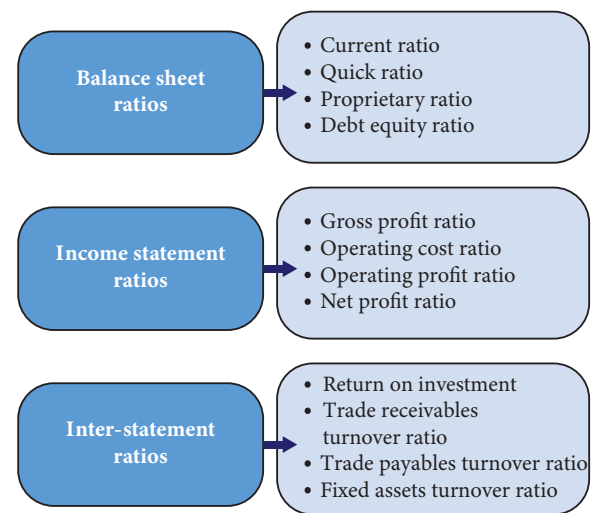 Balance sheet
ratios
• Current ratio
• Quick ratio
• Proprietary ratio
• Debt equity ratio
Income statement
ratios
• Gross profit ratio
• Operating cost ratio
• Operating profit ratio
• Net profit ratio
Inter-statement
ratios
• Return on investment
• Trade receivables
turnover ratio
• Trade payables turnover ratio
• Fixed assets turnover ratio